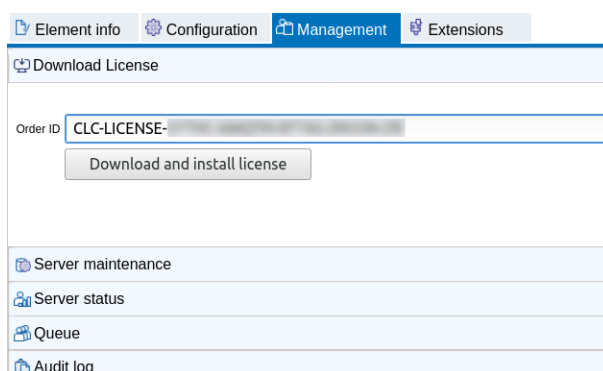 Element info Configuration Management Extensions
Download License
Order ID CLC-LICENSE-
Download and install license
Server maintenance
Server status
Queue
Audit log